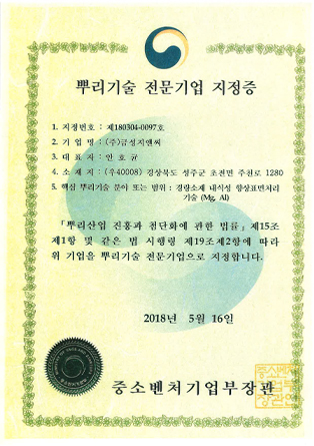 뿌리기술 전문기업 지정증
1. 지정번호 : 제180304-0097호
2. 기 업 명 : (주)금성지앤씨
3. 대 표 자 : 안 호 균
4. 소 재 지 : (우40008) 경상북도 성주군 초전면 주천로 1280
5. 핵심 뿌리기술 분야 또는 범위 : 경량소재 내식성 향상표면처리
기술 (Mg, Al)
「뿌리산업 진흥과 첨단화에 관한 법률」제15조
제1항 및 같은 법 시행령 제19조제2항에 따라
위 기업을 뿌리기술 전문기업으로 지정합니다.
2018년 5월 16일
중소벤처기업부장관